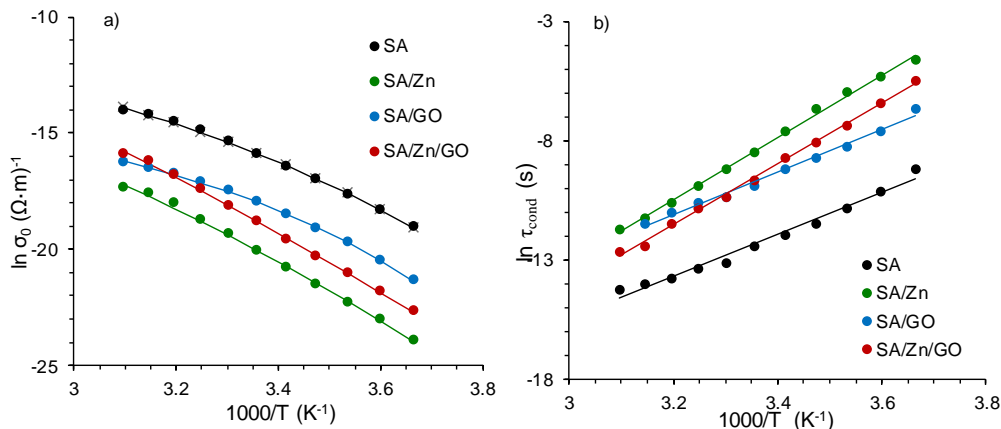 a)
-10
-15
-20
-25
ln σ0 (Ω·m)-1
SA
SA/Zn
SA/GO
SA/Zn/GO
3 3.2 3.4 3.6 3.8
1000/T (K-1)
b)
-3
-8
-13
-18
ln τcond (s)
SA
SA/Zn
SA/GO
SA/Zn/GO
3 3.2 3.4 3.6 3.8
1000/T (K-1)